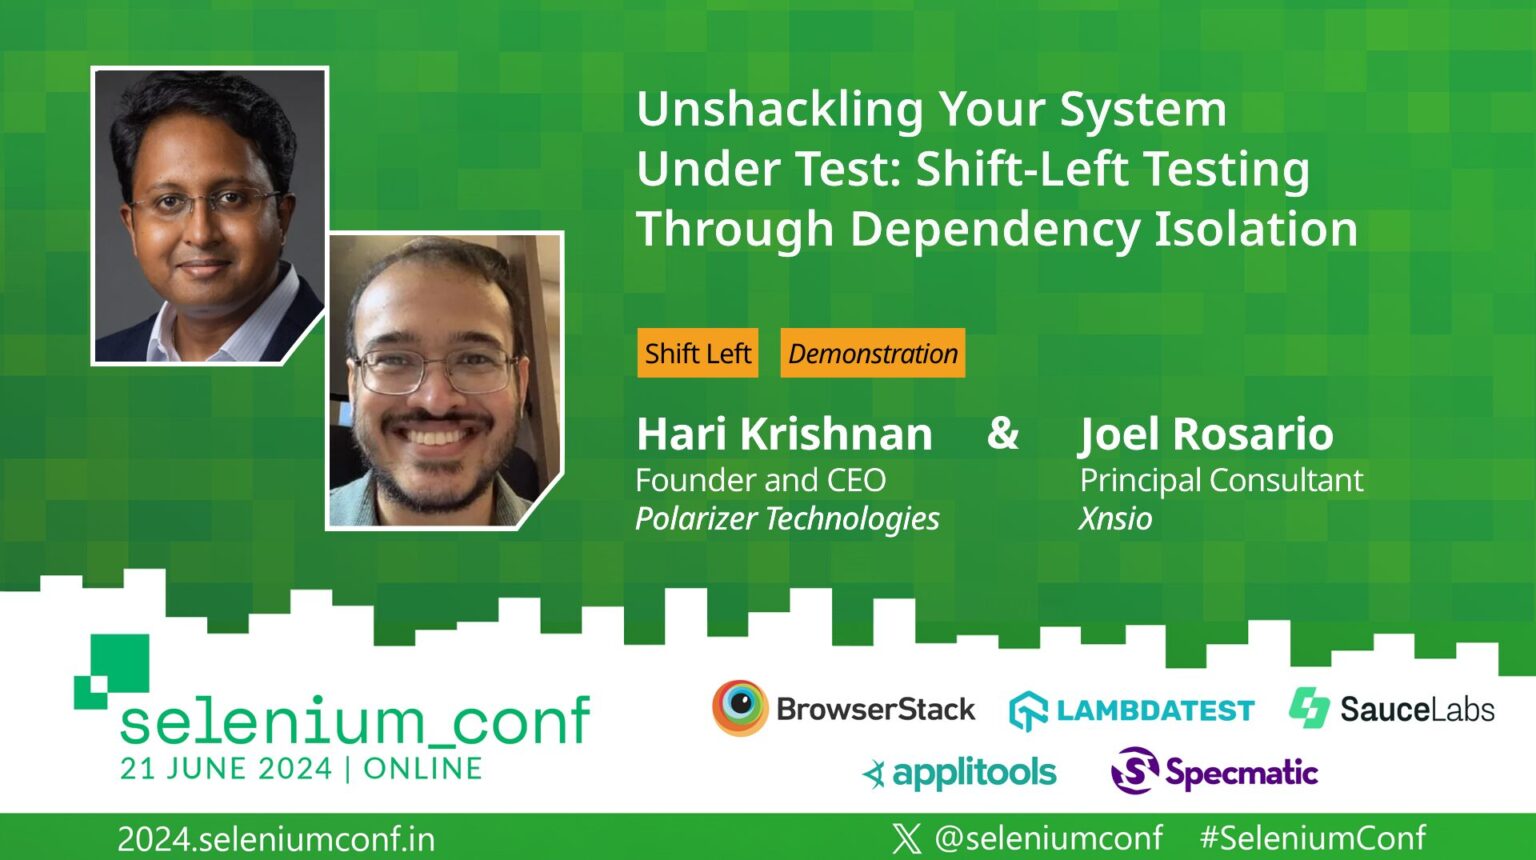 Unshackling Your System
Under Test: Shift-Left Testing
Through Dependency Isolation
Shift Left
Demonstration
Hari Krishnan & Joel Rosario
Founder and CEO
Principal Consultant
Polarizer Technologies
Xnsio
selenium_conf
21 JUNE 2024 | ONLINE
BrowserStack
LAMBDATEST
SauceLabs
applitools
Specmatic
2024.seleniumconf.in
X @seleniumconf
#SeleniumConf